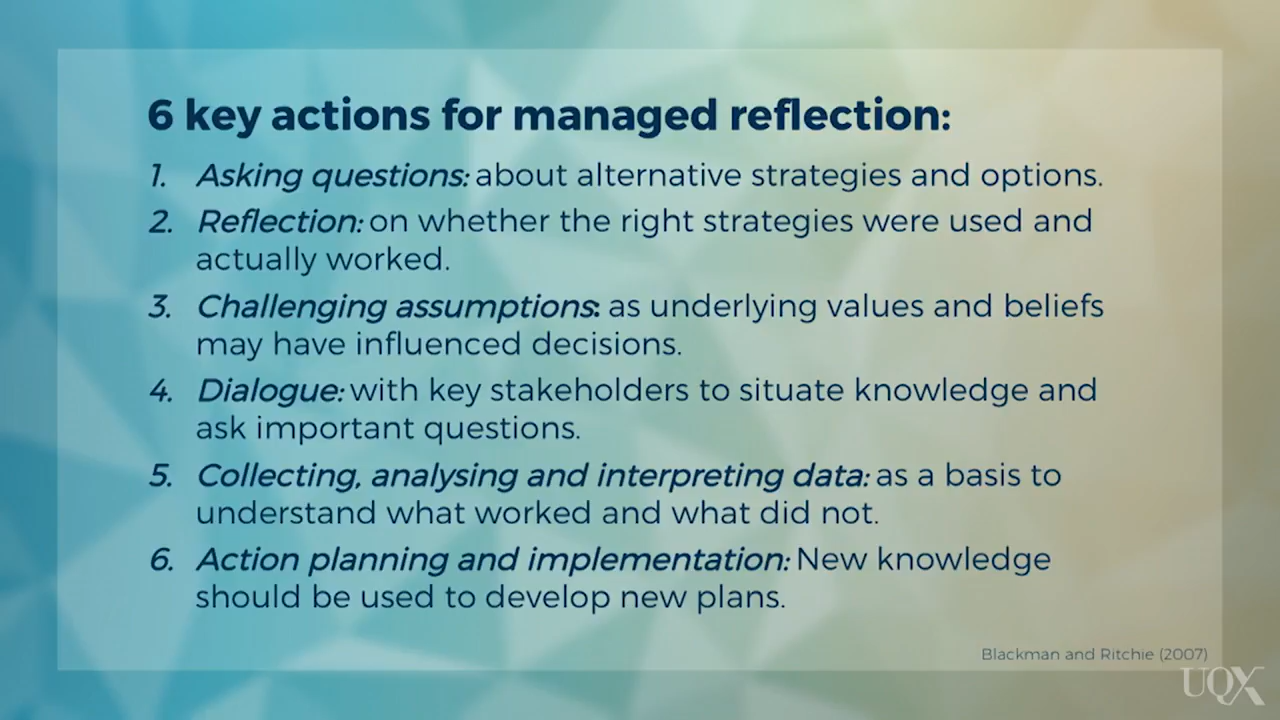 6 key actions for managed reflection:
1. Asking questions: about alternative strategies and options.
2. Reflection: on whether the right strategies were used and
actually worked.
3. Challenging assumptions: as underlying values and beliefs
may have influenced decisions.
4. Dialogue: with key stakeholders to situate knowledge and
ask important questions.
5. Collecting, analysing and interpreting data: as a basis to
understand what worked and what did not.
6. Action planning and implementation: New knowledge
should be used to develop new plans.
Blackman and Ritchie (2007)
UQX